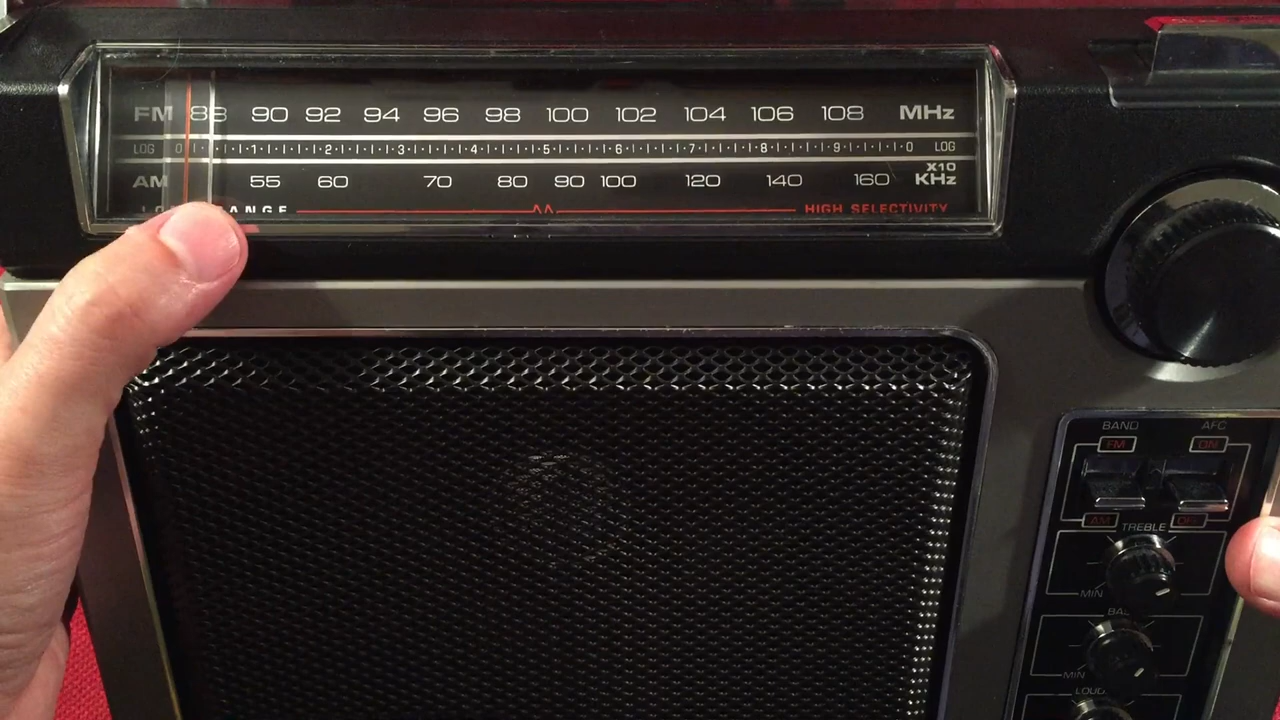 FM 88 90 92 94 96 98 100 102 104 106 108 MHz
LOG 0 1 2 3 4 5 6 7 8 9 0 LOG
AM 55 60 70 80 90 100 120 140 160 X10 KHz
HIGH SELECTIVITY
BAND AFC
FM ON
AM OFF
TREBLE
MIN
MIN